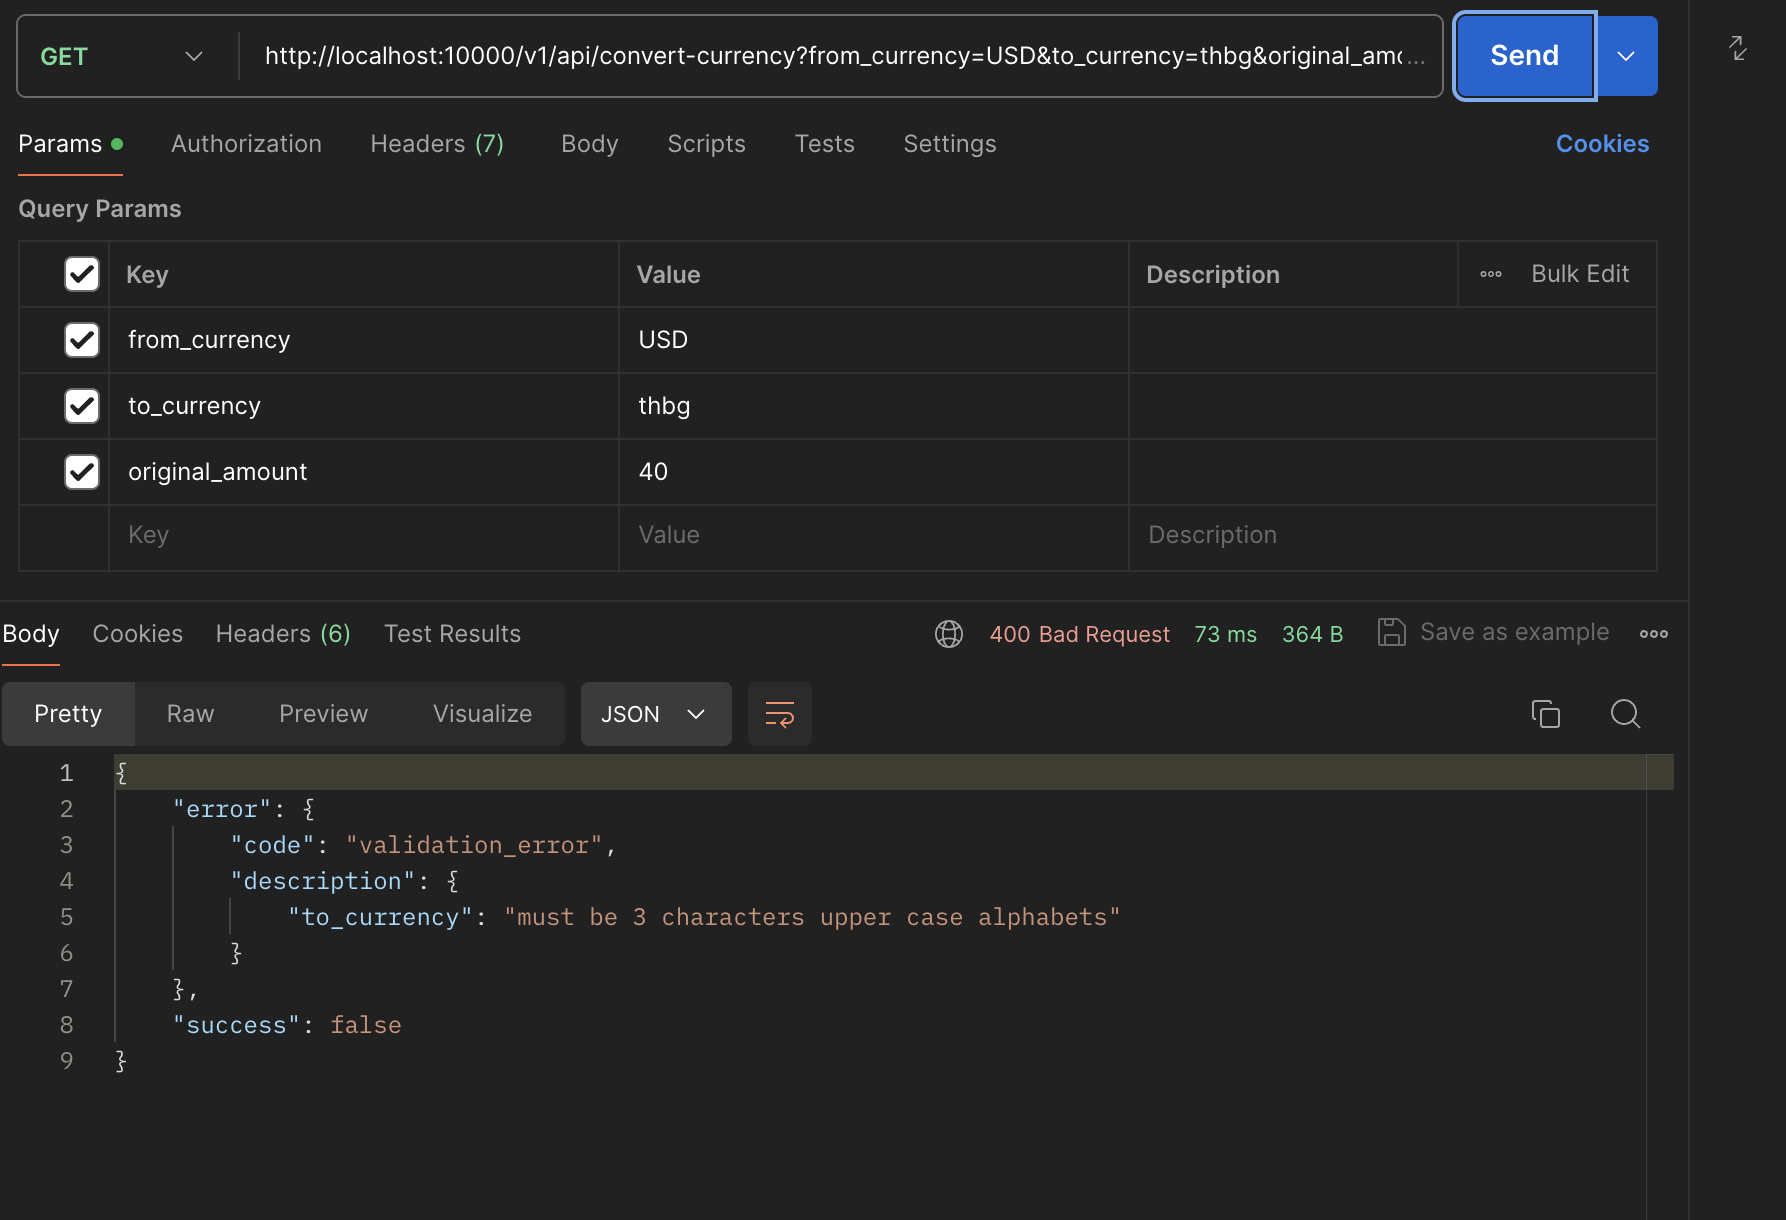 GET http://localhost:10000/v1/api/convert-currency?from_currency=USD&to_currency=thbg&original_amo... Send
Params Authorization Headers (7) Body Scripts Tests Settings Cookies
Query Params
Key Value Description Bulk Edit
from_currency USD
to_currency thbg
original_amount 40
Key Value Description
Body Cookies Headers (6) Test Results 400 Bad Request 73 ms 364 B Save as example
Pretty Raw Preview Visualize JSON
1 {
2 "error": {
3 "code": "validation_error",
4 "description": {
5 "to_currency": "must be 3 characters upper case alphabets"
6 }
7 },
8 "success": false
9 }